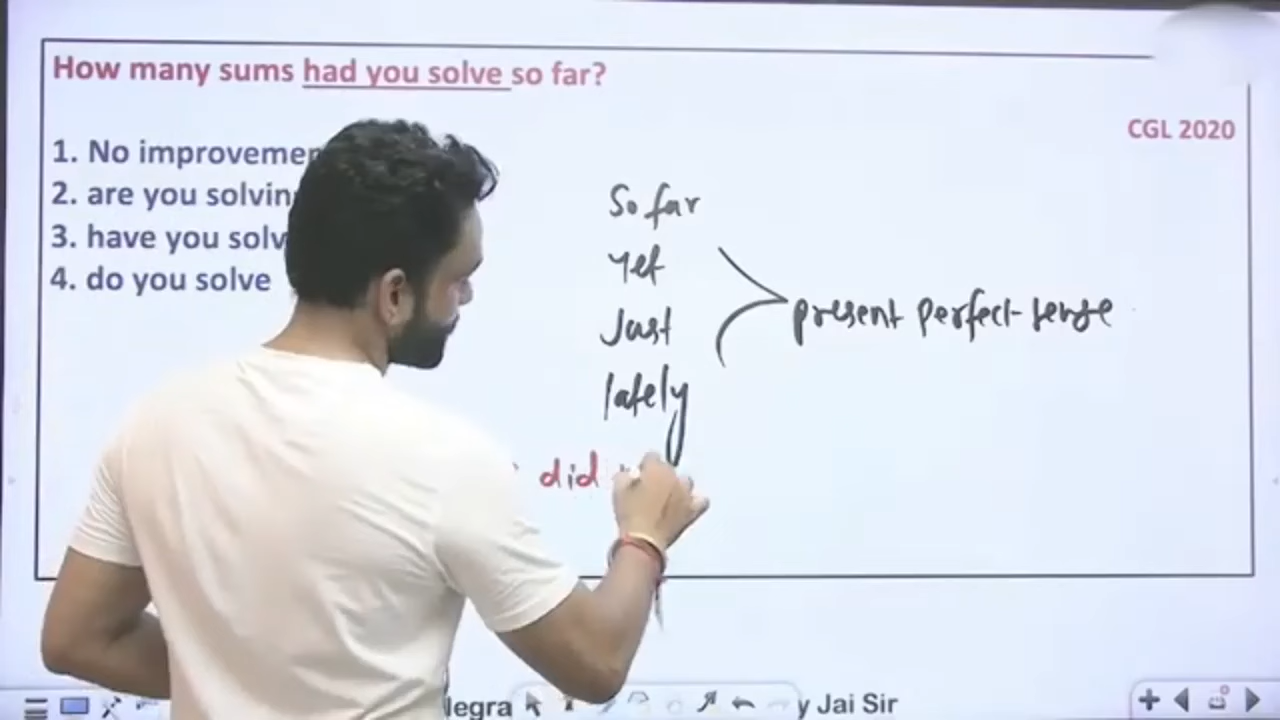 How many sums had you solve so far?
CGL 2020
1. No improvemen
2. are you solvin
3. have you solv
4. do you solve
So far
yet
Just
lately
present perfect tense
did
legra
y Jai Sir